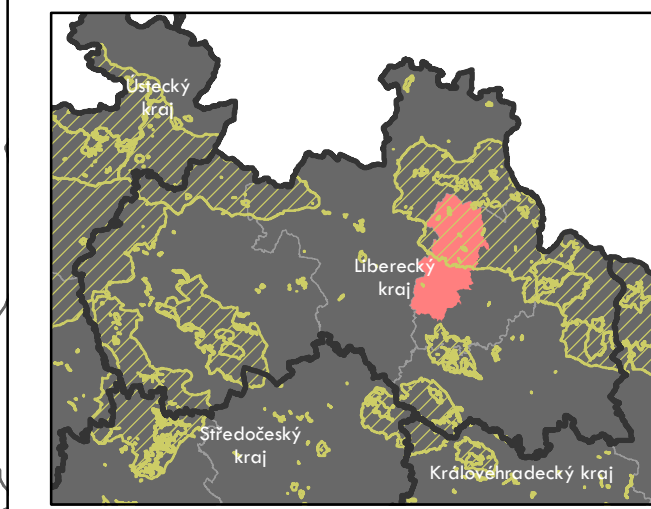 Ústecký
kraj
Liberecký
kraj
Středočeský
kraj
Královéhradecký kraj